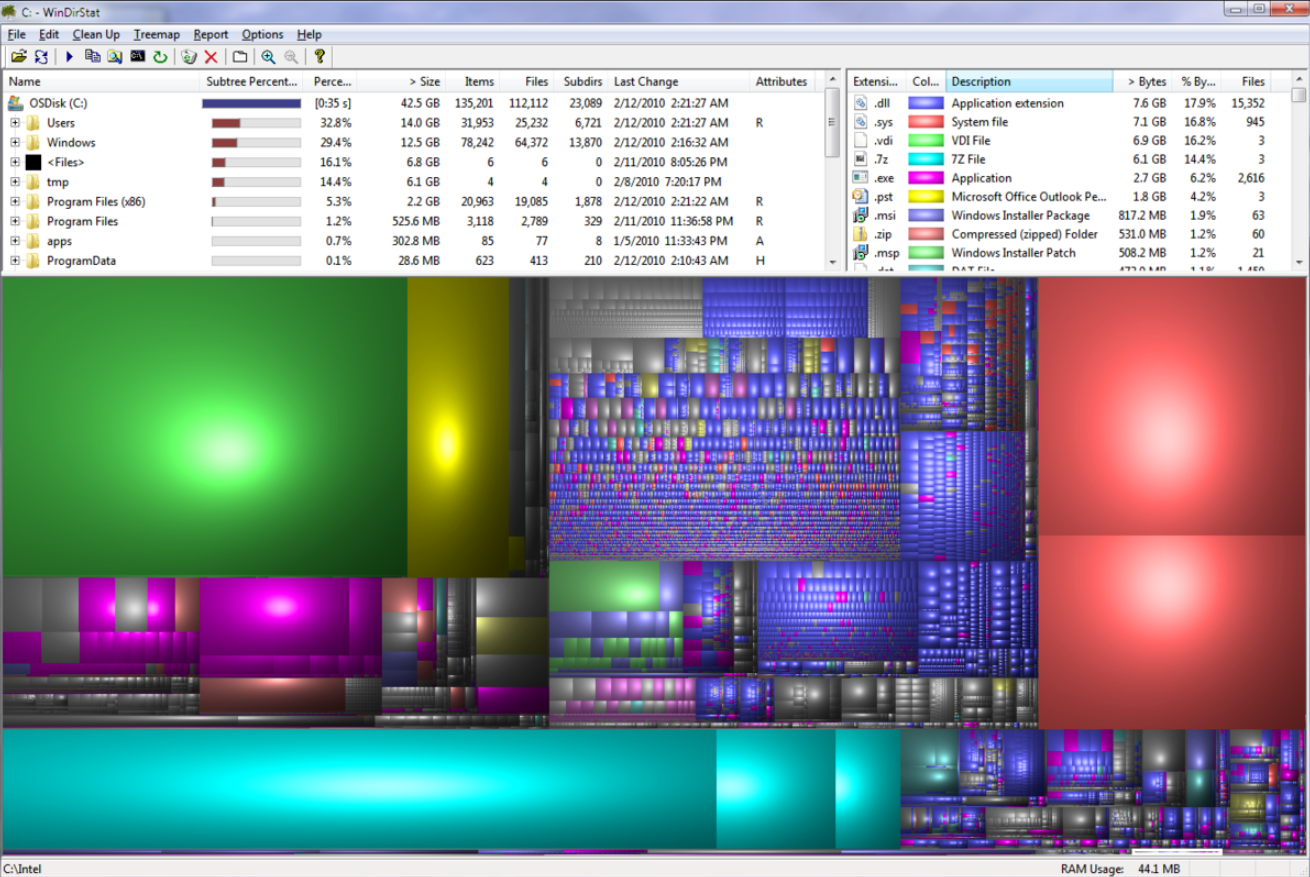 C: - WinDirStat
File Edit Clean Up Treemap Report Options Help
Name Subtree Percent... Perce... > Size Items Files Subdirs Last Change Attributes
OSDisk (C:) [0:35 s] 42.5 GB 135,201 112,112 23,089 2/12/2010 2:21:27 AM
Users 32.8% 14.0 GB 31,953 25,232 6,721 2/12/2010 2:21:27 AM R
Windows 29.4% 12.5 GB 78,242 64,372 13,870 2/12/2010 2:16:32 AM
<Files> 16.1% 6.8 GB 6 6 0 2/11/2010 8:05:26 PM
tmp 14.4% 6.1 GB 4 4 0 2/8/2010 7:20:17 PM
Program Files (x86) 5.3% 2.2 GB 20,963 19,085 1,878 2/12/2010 2:21:22 AM R
Program Files 1.2% 525.6 MB 3,118 2,789 329 2/11/2010 11:36:58 PM R
apps 0.7% 302.8 MB 85 77 8 1/5/2010 11:33:43 PM A
ProgramData 0.1% 28.6 MB 623 413 210 2/12/2010 2:10:43 AM H
Extensi... Col... Description > Bytes % By... Files
.dll Application extension 7.6 GB 17.9% 15,352
.sys System file 7.1 GB 16.8% 945
.vdi VDI File 6.9 GB 16.2% 3
.7z 7Z File 6.1 GB 14.4% 3
.exe Application 2.7 GB 6.2% 2,616
.pst Microsoft Office Outlook Pe... 1.8 GB 4.2% 3
.msi Windows Installer Package 817.2 MB 1.9% 63
.zip Compressed (zipped) Folder 531.0 MB 1.2% 60
.msp Windows Installer Patch 508.2 MB 1.2% 21
C:\Intel RAM Usage: 44.1 MB